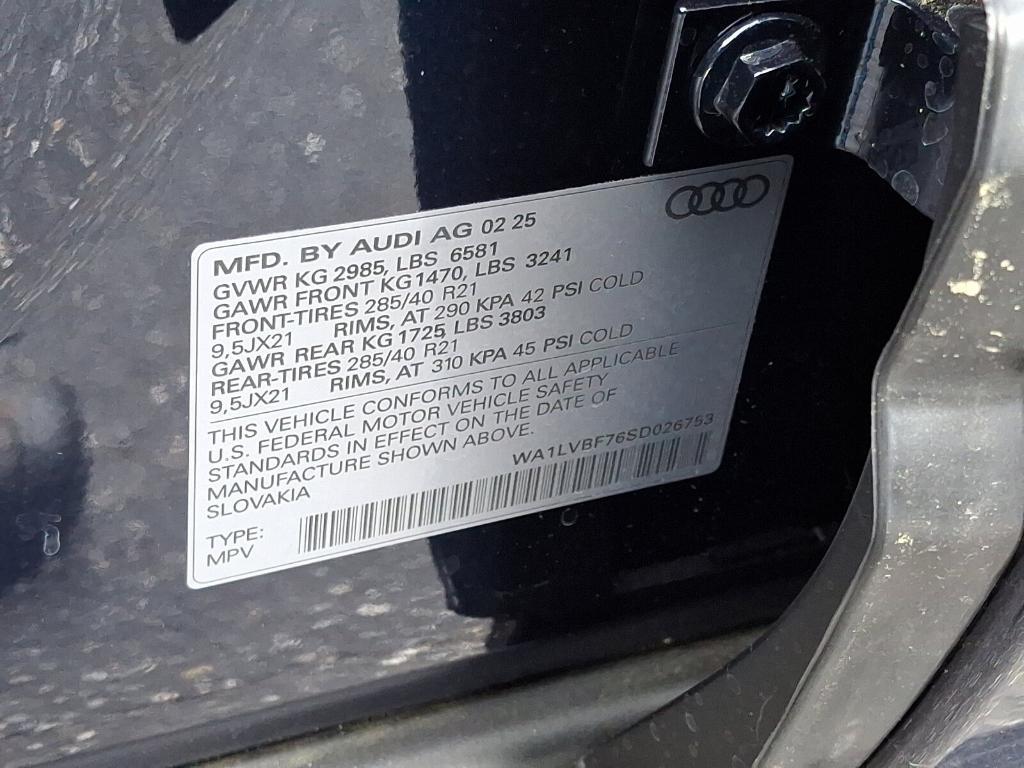 MFD. BY AUDI AG 02 25
GVWR KG 2985, LBS 6581
GAWR FRONT KG1470, LBS 3241
FRONT-TIRES 285/40 R21
9,5JX21 RIMS, AT 290 KPA 42 PSI COLD
GAWR REAR KG 1725 LBS 3803
REAR-TIRES 285/40 R21
9,5JX21 RIMS, AT 310 KPA 45 PSI COLD
THIS VEHICLE CONFORMS TO ALL APPLICABLE
U.S. FEDERAL MOTOR VEHICLE SAFETY
STANDARDS IN EFFECT ON THE DATE OF
MANUFACTURE SHOWN ABOVE.
SLOVAKIA
WA1LVBF76SD026753
TYPE:
MPV